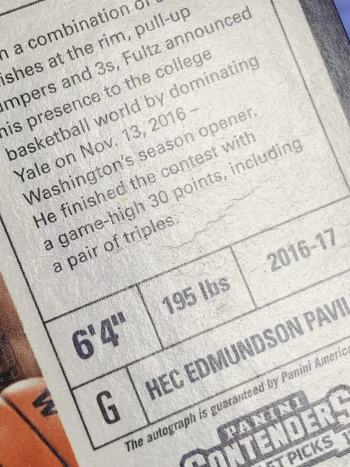 n a combination of
ishes at the rim, pull-up
mpers and 3s, Fultz announced
his presence to the college
basketball world by dominating
Yale on Nov. 13, 2016 –
Washington's season opener.
He finished the contest with
a game-high 30 points, including
a pair of triples.
6'4" 195 lbs 2016-17
G HEC EDMUNDSON PAVIL
The autograph is guaranteed by Panini America
PANINI
CONTENDERS
PICKS